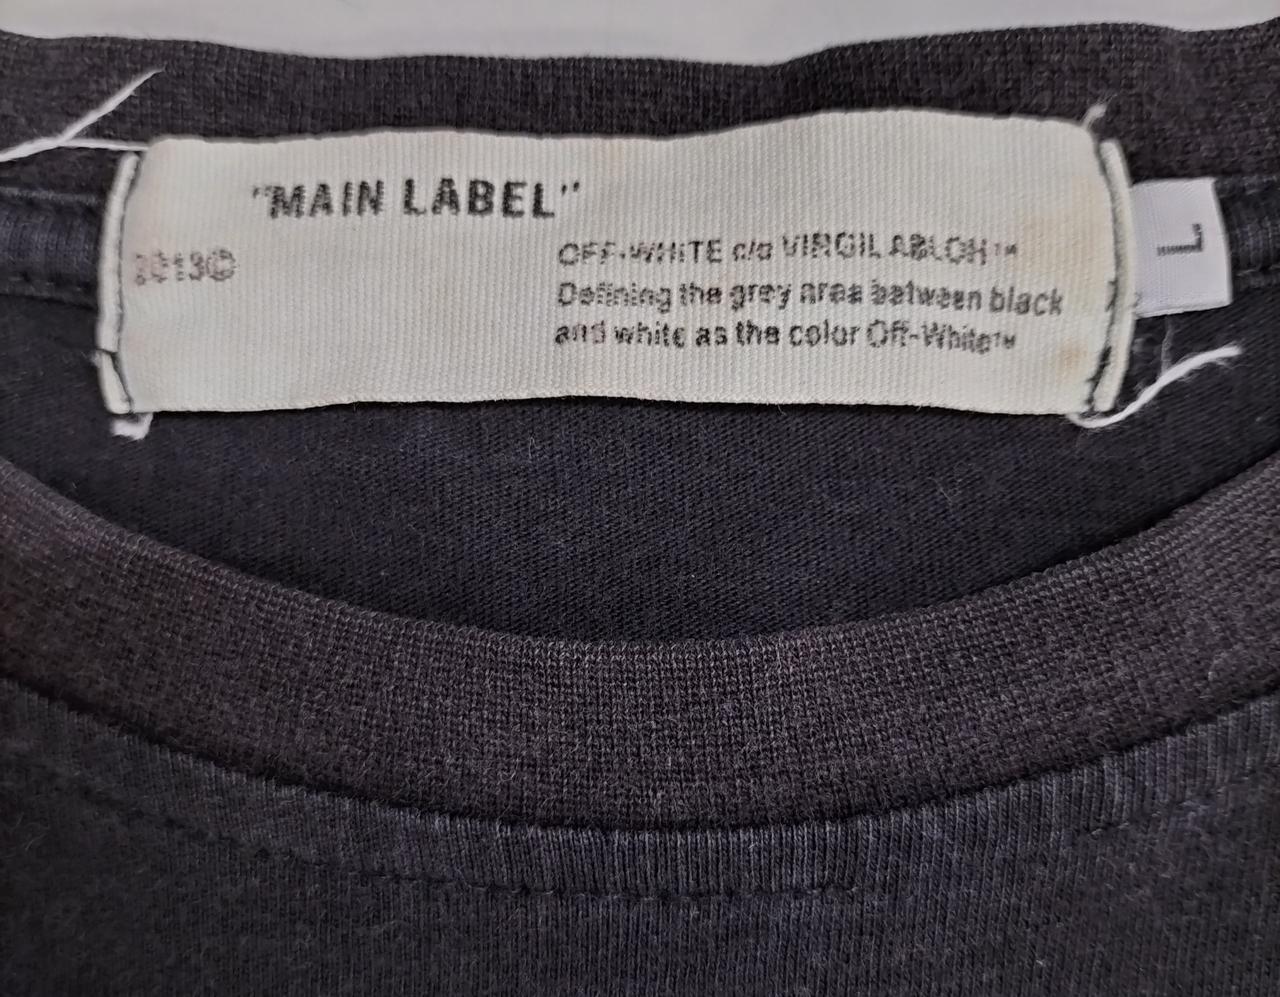 "MAIN LABEL"
2013©
OFF-WHITE c/o VIRGIL ABLOH™
Defining the grey area between black
and white as the color Off-White™
L